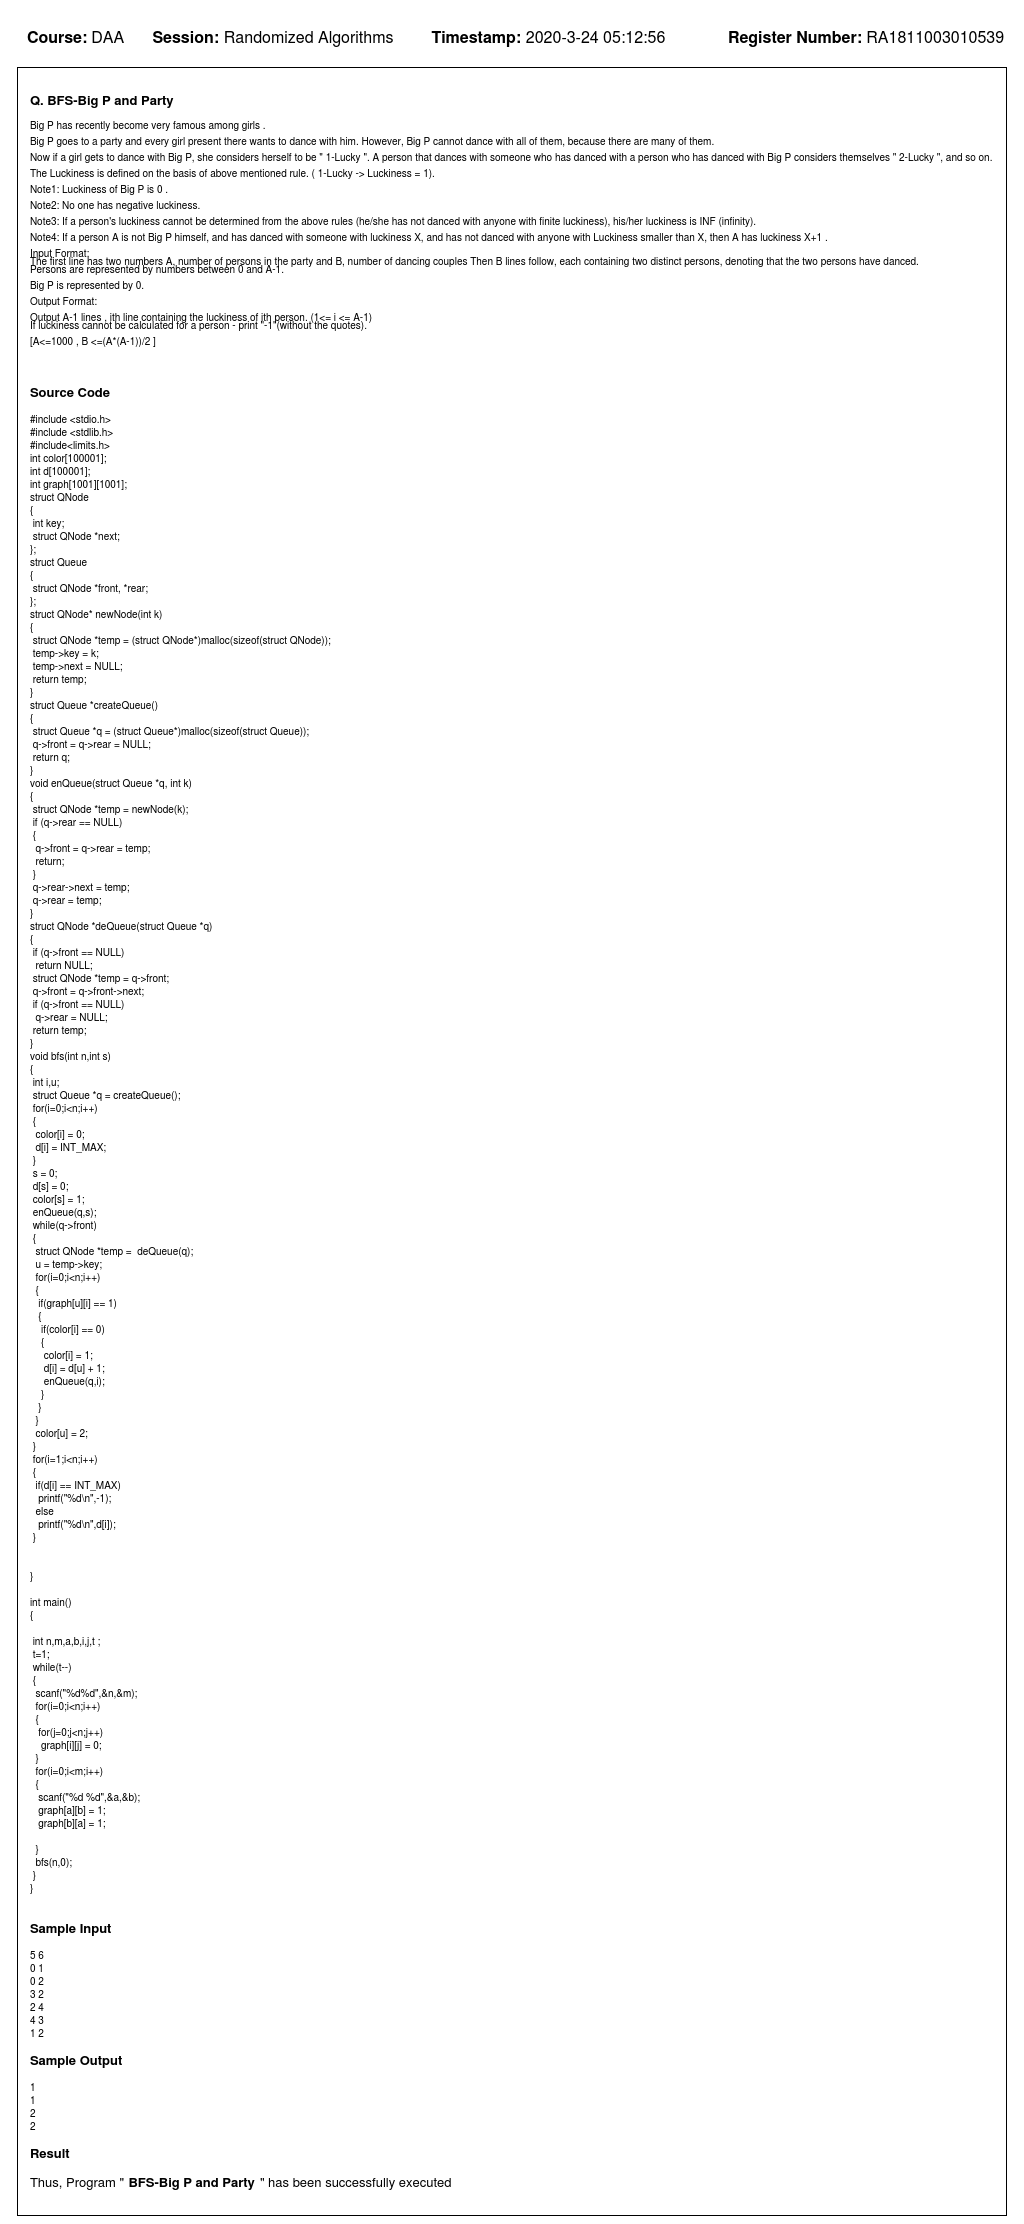 Course: DAA Session: Randomized Algorithms Timestamp: 2020-3-24 05:12:56 Register Number: RA1811003010539
Q. BFS-Big P and Party
Big P has recently become very famous among girls .
Big P goes to a party and every girl present there wants to dance with him. However, Big P cannot dance with all of them, because there are many of them.
Now if a girl gets to dance with Big P, she considers herself to be " 1-Lucky ". A person that dances with someone who has danced with a person who has danced with Big P considers themselves " 2-Lucky ", and so on.
The Luckiness is defined on the basis of above mentioned rule. ( 1-Lucky -> Luckiness = 1).
Note1: Luckiness of Big P is 0 .
Note2: No one has negative luckiness.
Note3: If a person's luckiness cannot be determined from the above rules (he/she has not danced with anyone with finite luckiness), his/her luckiness is INF (infinity).
Note4: If a person A is not Big P himself, and has danced with someone with luckiness X, and has not danced with anyone with Luckiness smaller than X, then A has luckiness X+1 .
Input Format:
The first line has two numbers A, number of persons in the party and B, number of dancing couples Then B lines follow, each containing two distinct persons, denoting that the two persons have danced.
Persons are represented by numbers between 0 and A-1.
Big P is represented by 0.
Output Format:
Output A-1 lines , ith line containing the luckiness of ith person. (1<= i <= A-1)
If luckiness cannot be calculated for a person - print "-1"(without the quotes).
[A<=1000 , B <=(A*(A-1))/2 ]
Source Code
#include <stdio.h>
#include <stdlib.h>
#include<limits.h>
int color[100001];
int d[100001];
int graph[1001][1001];
struct QNode
{
int key;
struct QNode *next;
};
struct Queue
{
struct QNode *front, *rear;
};
struct QNode* newNode(int k)
{
struct QNode *temp = (struct QNode*)malloc(sizeof(struct QNode));
temp->key = k;
temp->next = NULL;
return temp;
}
struct Queue *createQueue()
{
struct Queue *q = (struct Queue*)malloc(sizeof(struct Queue));
q->front = q->rear = NULL;
return q;
}
void enQueue(struct Queue *q, int k)
{
struct QNode *temp = newNode(k);
if (q->rear == NULL)
{
q->front = q->rear = temp;
return;
}
q->rear->next = temp;
q->rear = temp;
}
struct QNode *deQueue(struct Queue *q)
{
if (q->front == NULL)
return NULL;
struct QNode *temp = q->front;
q->front = q->front->next;
if (q->front == NULL)
q->rear = NULL;
return temp;
}
void bfs(int n,int s)
{
int i,u;
struct Queue *q = createQueue();
for(i=0;i<n;i++)
{
color[i] = 0;
d[i] = INT_MAX;
}
s = 0;
d[s] = 0;
color[s] = 1;
enQueue(q,s);
while(q->front)
{
struct QNode *temp =  deQueue(q);
u = temp->key;
for(i=0;i<n;i++)
{
if(graph[u][i] == 1)
{
if(color[i] == 0)
{
color[i] = 1;
d[i] = d[u] + 1;
enQueue(q,i);
}
}
}
color[u] = 2;
}
for(i=1;i<n;i++)
{
if(d[i] == INT_MAX)
printf("%d\n",-1);
else
printf("%d\n",d[i]);
}
}
int main()
{
int n,m,a,b,i,j,t ;
t=1;
while(t--)
{
scanf("%d%d",&n,&m);
for(i=0;i<n;i++)
{
for(j=0;j<n;j++)
graph[i][j] = 0;
}
for(i=0;i<m;i++)
{
scanf("%d %d",&a,&b);
graph[a][b] = 1;
graph[b][a] = 1;
}
bfs(n,0);
}
}
Sample Input
5 6
0 1
0 2
3 2
2 4
4 3
1 2
Sample Output
1
1
2
2
Result
Thus, Program " BFS-Big P and Party " has been successfully executed